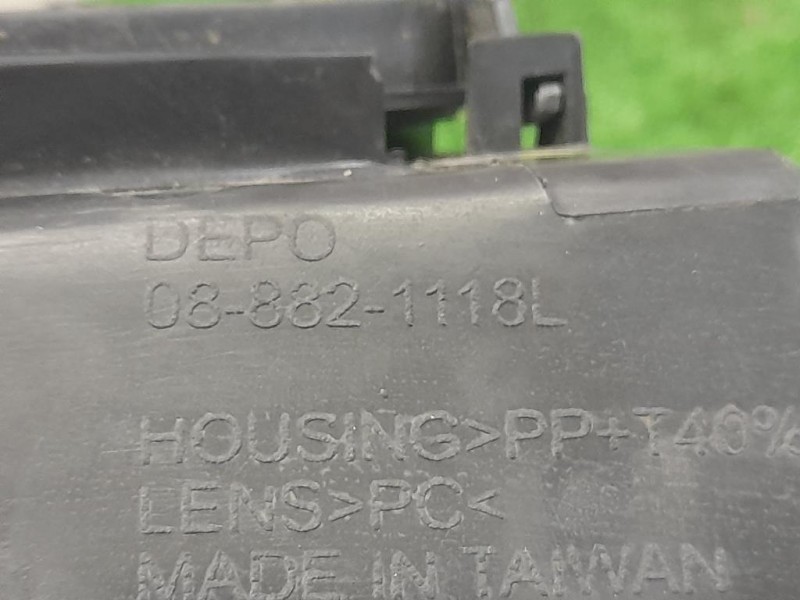 DEPO
08-882-1118L
HOUSING>PP+T40%
LENS>PC<
MADE IN TAIWAN